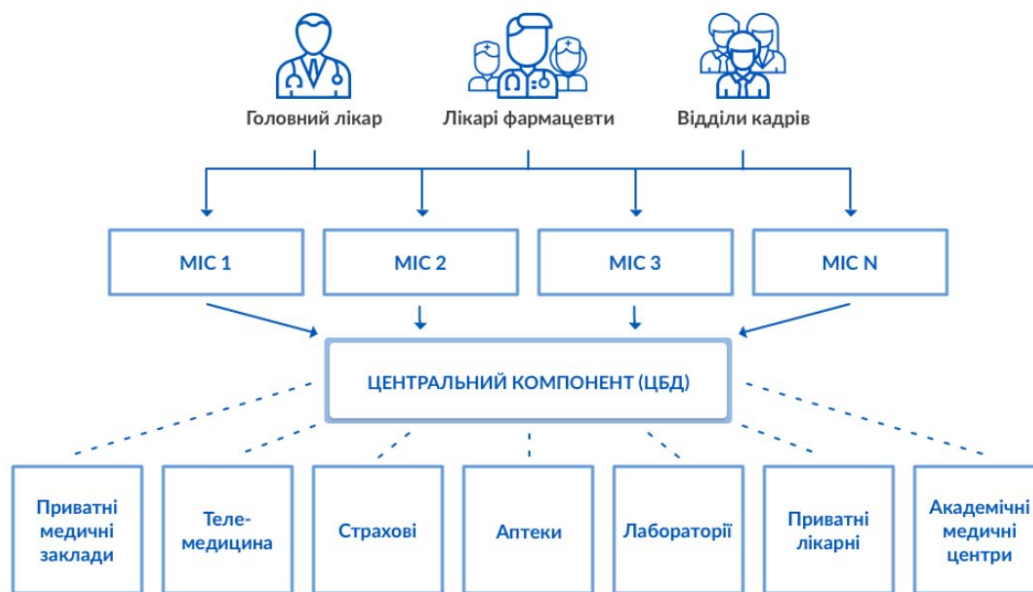 Головний лікар
Лікарі фармацевти
Відділи кадрів
МІС 1
МІС 2
МІС 3
МІС N
ЦЕНТРАЛЬНИЙ КОМПОНЕНТ (ЦБД)
Приватні
медичні
заклади
Теле-
медицина
Страхові
Аптеки
Лабораторії
Приватні
лікарні
Академічні
медичні
центри